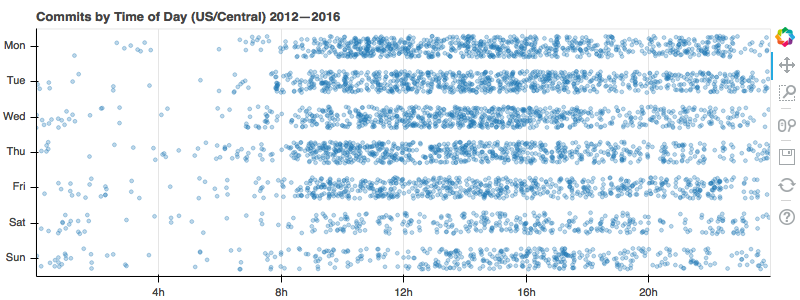 Commits by Time of Day (US/Central) 2012—2016
Mon
Tue
Wed
Thu
Fri
Sat
Sun
4h 8h 12h 16h 20h